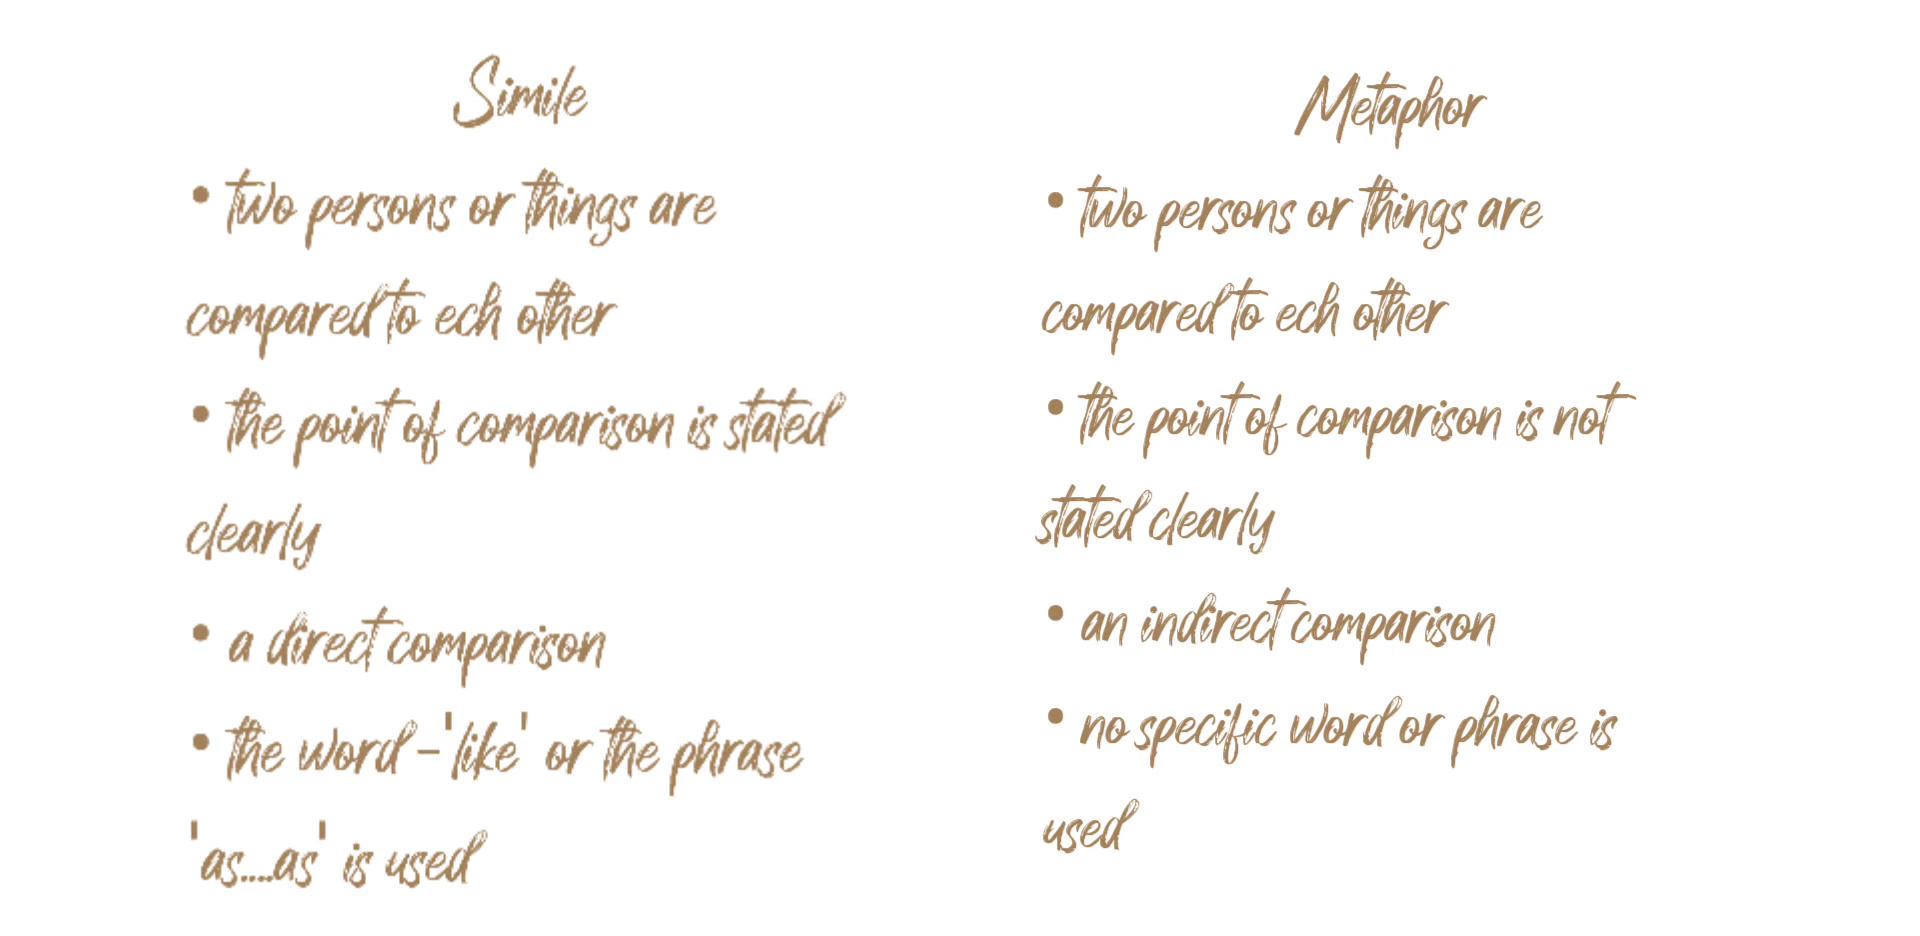 Simile
• two persons or things are
compared to ech other
• the point of comparison is stated
clearly
• a direct comparison
• the word -'like' or the phrase
'as....as' is used
Metaphor
• two persons or things are
compared to ech other
• the point of comparison is not
stated clearly
• an indirect comparison
• no specific word or phrase is
used